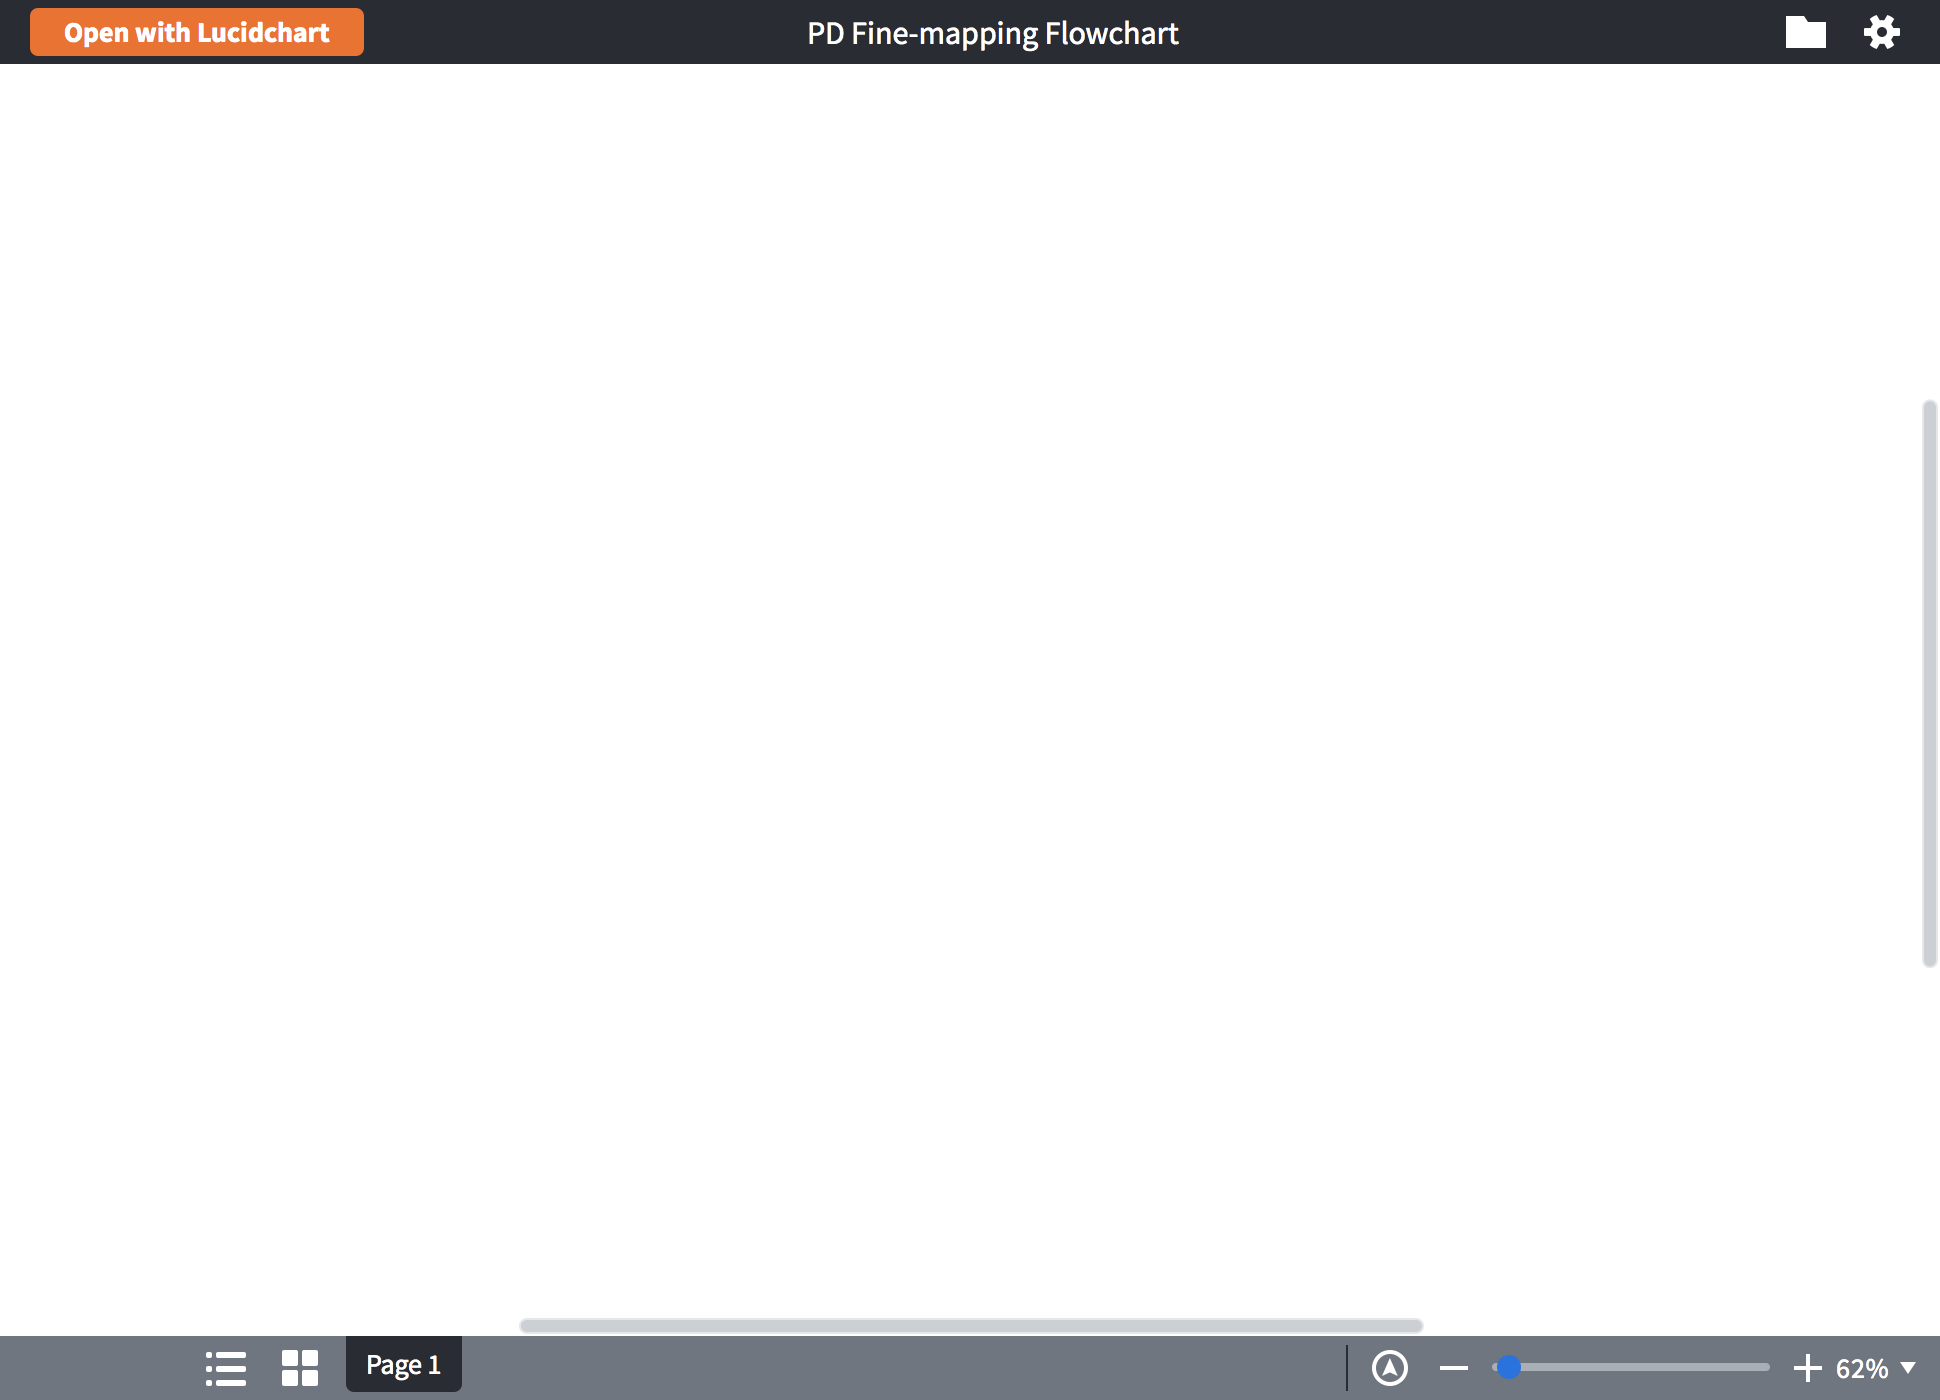 Open with Lucidchart
PD Fine-mapping Flowchart
Page 1
62%